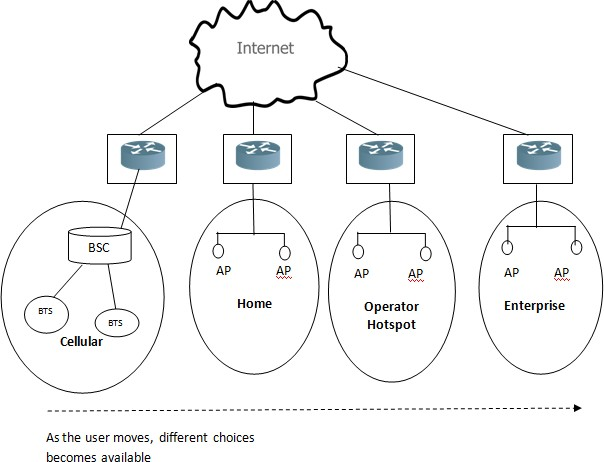 Internet
BSC
BTS
BTS
Cellular
AP
AP
Home
AP
AP
Operator
Hotspot
AP
AP
Enterprise
As the user moves, different choices
becomes available